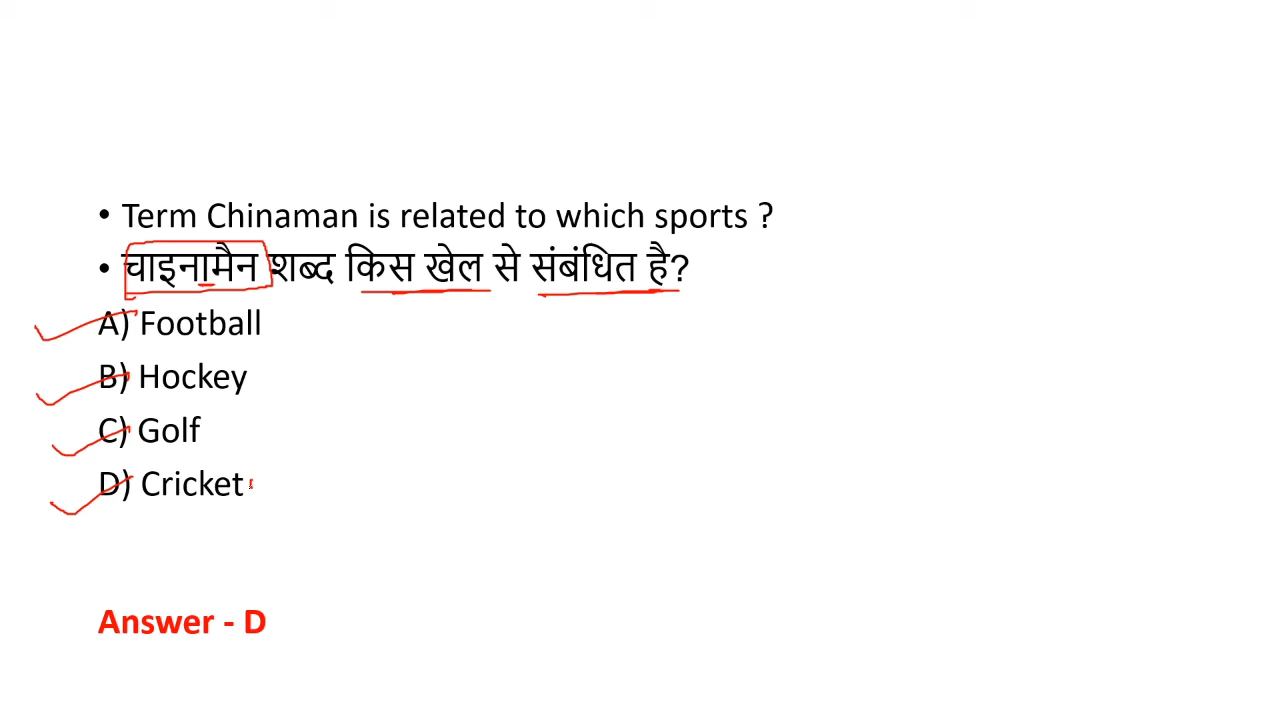 • Term Chinaman is related to which sports ?
• चाइनामैन शब्द किस खेल से संबंधित है?
A) Football
B) Hockey
C) Golf
D) Cricket
Answer - D